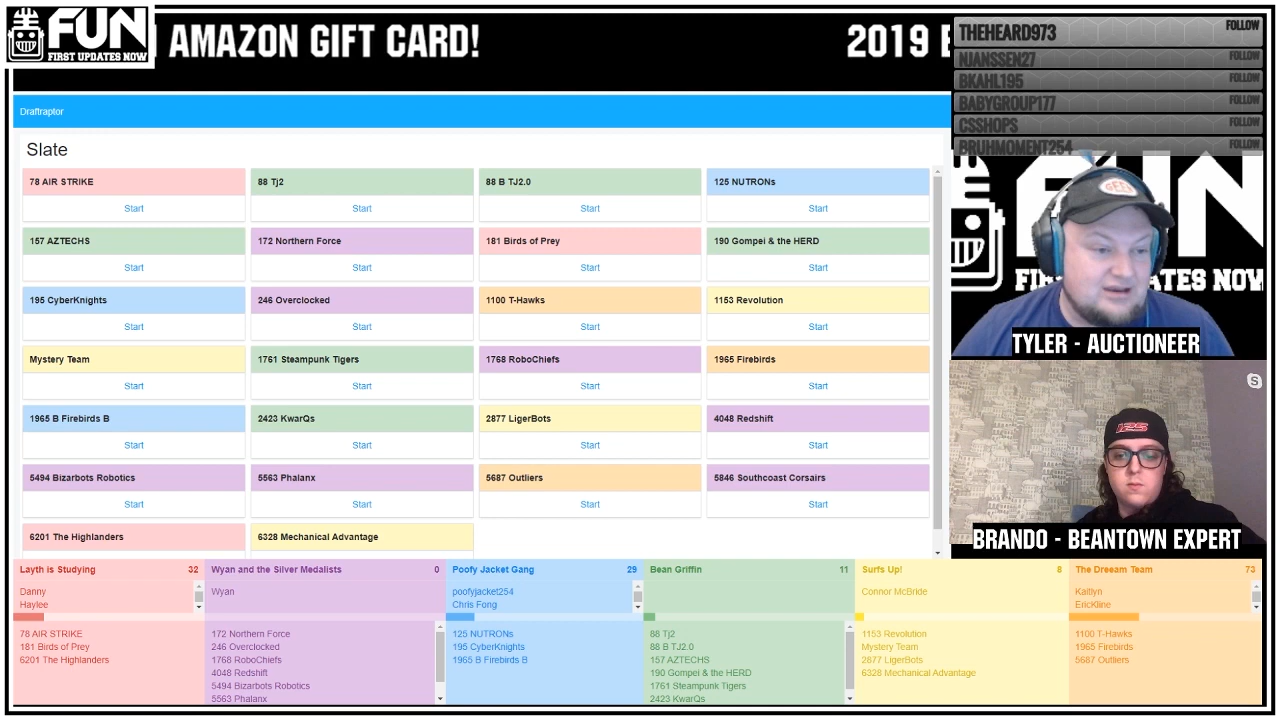 FUN
FIRST UPDATES NOW
AMAZON GIFT CARD!
2019
THEHEARD973 FOLLOW
NJANSSEN27 FOLLOW
BKAHL195 FOLLOW
BABYGROUP177 FOLLOW
CSSHOPS FOLLOW
BRUHMOMENT254 FOLLOW
Draftraptor
Slate
78 AIR STRIKE
88 Tj2
88 B TJ2.0
125 NUTRONs
Start
Start
Start
Start
157 AZTECHS
172 Northern Force
181 Birds of Prey
190 Gompei & the HERD
Start
Start
Start
Start
195 CyberKnights
246 Overclocked
1100 T-Hawks
1153 Revolution
Start
Start
Start
Start
Mystery Team
1761 Steampunk Tigers
1768 RoboChiefs
1965 Firebirds
Start
Start
Start
Start
1965 B Firebirds B
2423 KwarQs
2877 LigerBots
4048 Redshift
Start
Start
Start
Start
5494 Bizarbots Robotics
5563 Phalanx
5687 Outliers
5846 Southcoast Corsairs
Start
Start
Start
Start
6201 The Highlanders
6328 Mechanical Advantage
GEEK
FIRST UPDATES NOW
TYLER - AUCTIONEER
125
BRANDO - BEANTOWN EXPERT
Layth is Studying 32
Danny
Haylee
78 AIR STRIKE
181 Birds of Prey
6201 The Highlanders
Wyan and the Silver Medalists 0
Wyan
172 Northern Force
246 Overclocked
1768 RoboChiefs
4048 Redshift
5494 Bizarbots Robotics
5563 Phalanx
Poofy Jacket Gang 29
poofyjacket254
Chris Fong
125 NUTRONs
195 CyberKnights
1965 B Firebirds B
Bean Griffin 11
88 Tj2
88 B TJ2.0
157 AZTECHS
190 Gompei & the HERD
1761 Steampunk Tigers
2423 KwarQs
Surfs Up! 8
Connor McBride
1153 Revolution
Mystery Team
2877 LigerBots
6328 Mechanical Advantage
The Dreeam Team 73
Kaitlyn
EricKline
1100 T-Hawks
1965 Firebirds
5687 Outliers